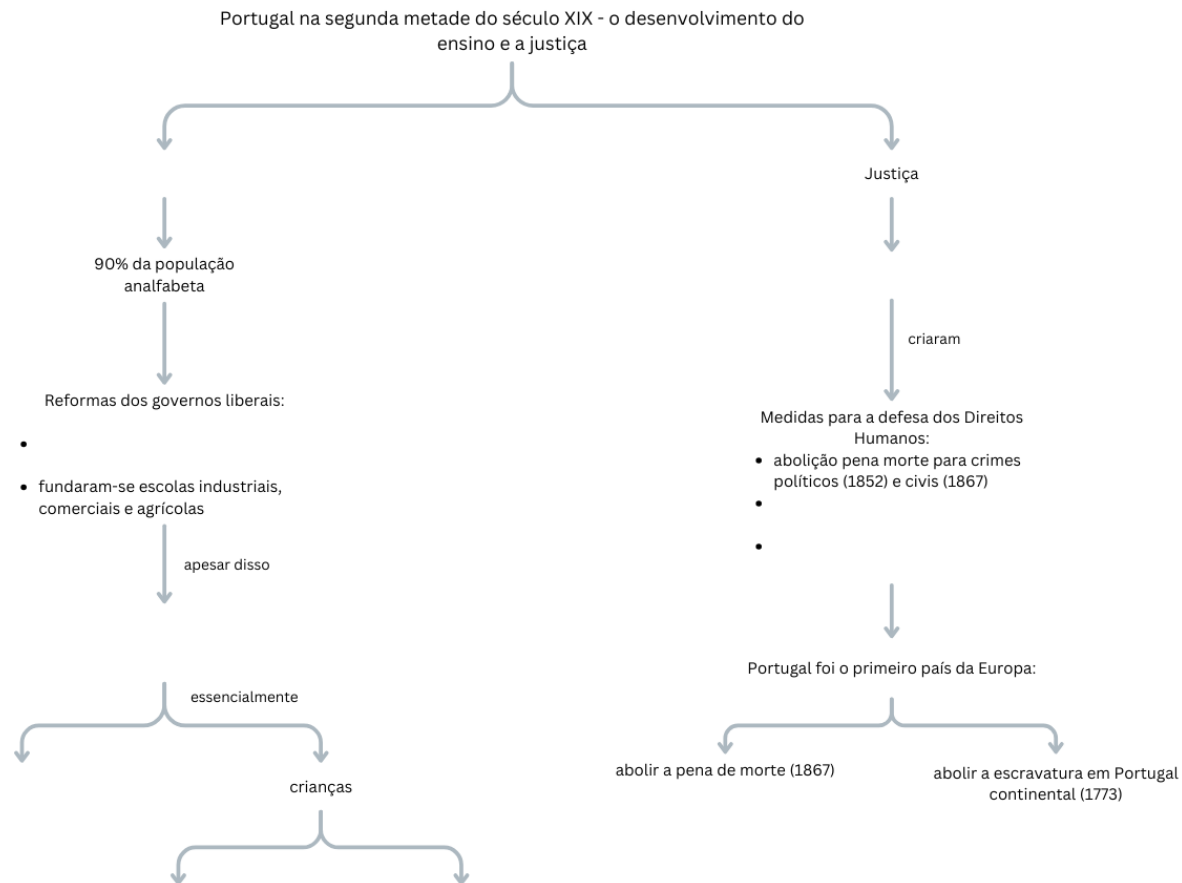 Portugal na segunda metade do século XIX - o desenvolvimento do
ensino e a justiça
Justiça
90% da população
analfabeta
criaram
Reformas dos governos liberais:
•
• fundaram-se escolas industriais,
comerciais e agrícolas
apesar disso
essencialmente
crianças
Medidas para a defesa dos Direitos
Humanos:
• abolição pena morte para crimes
políticos (1852) e civis (1867)
•
•
Portugal foi o primeiro país da Europa:
abolir a pena de morte (1867)
abolir a escravatura em Portugal
continental (1773)